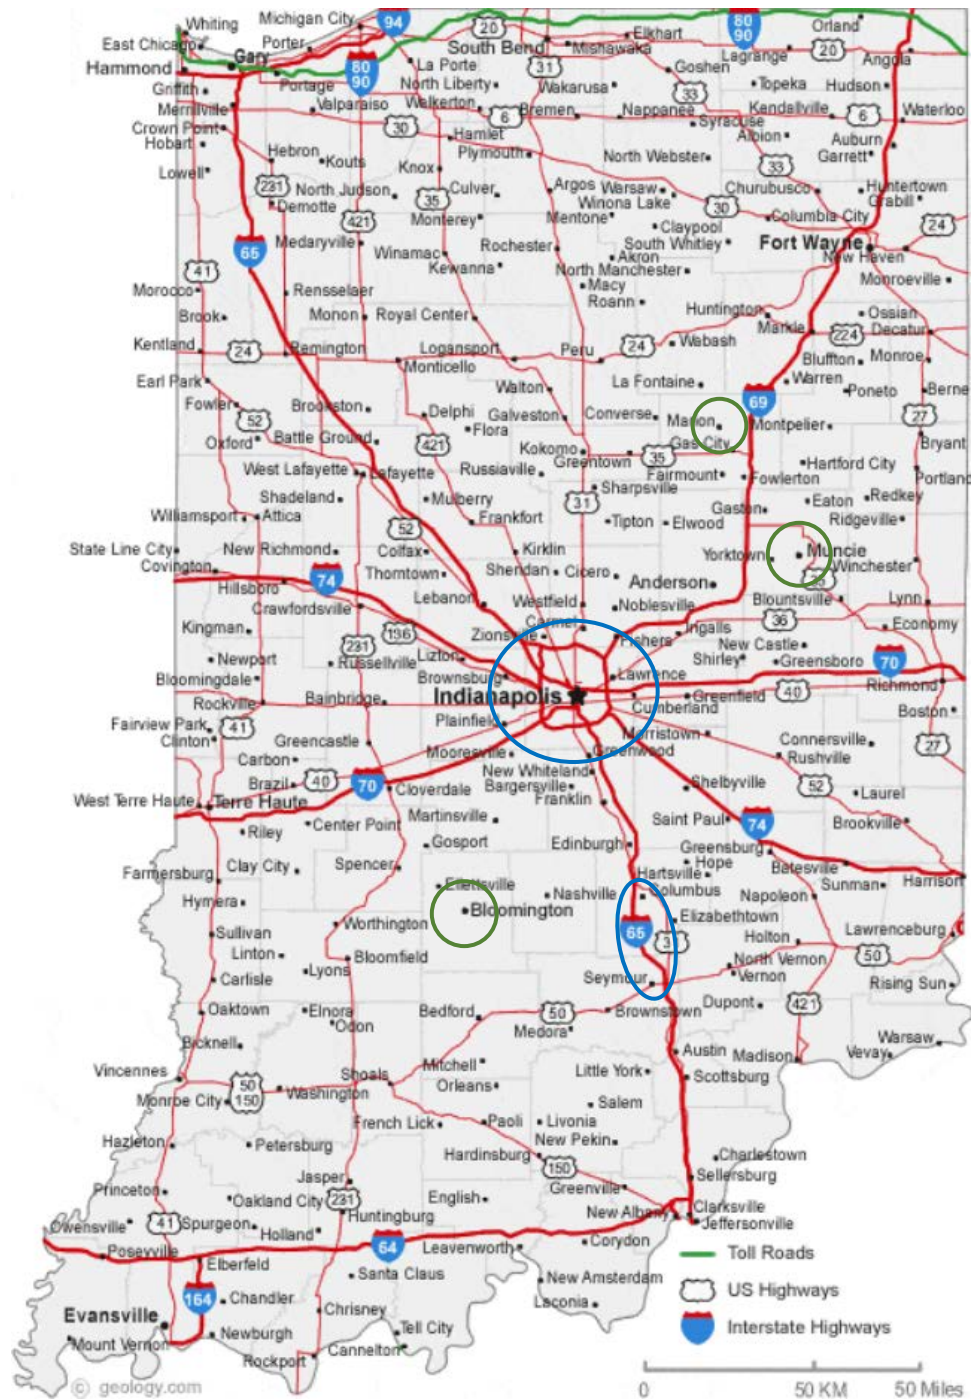 Whiting
Michigan City
94
20
Elkhart
80
90
Orland
East Chicago
Porter
South Bend
Mishawaka
Lagrange
20
Angola
Gary
Hammond
80
90
La Porte
31
Goshen
Portage
North Liberty
Wakarusa
33
Topeka
Hudson
Griffith
Merrilville
Valparaiso
Walkerton
6
Bremen
Nappanee
Kendallville
6
Waterloo
Crown Point
30
Hamlet
Syracuse
Albion
Auburn
Hobart
Hebron
Kouts
Plymouth
North Webster
Garrett
33
Lowell
Knox
231
North Judson
35
Culver
Argos
Warsaw
Churubusco
Huntertown
Demotte
Winona Lake
Grabill
421
Monterey
Mentone
30
Columbia City
24
65
Medaryville
Claypool
Winamac
Rochester
South Whitley
Fort Wayne
Akron
New Haven
41
Kewanna
North Manchester
Monroeville
Morocco
Rensselaer
Macy
Roann
Brook
Monon
Royal Center
Huntington
Ossian
Markle
224
Decatur
Kentland
24
Remington
Logansport
Peru
24
Wabash
Monticello
Bluffton
Monroe
Earl Park
Walton
La Fontaine
69
Warren
Poneto
Berne
Fowler
52
Brookston
Delphi
Galveston
Converse
Marion
Montpelier
27
Flora
Oxford
Battle Ground
421
Gas City
Bryant
Kokomo
Greentown
35
West Lafayette
Lafayette
Russiaville
Fairmount
Fowlerton
Hartford City
Portland
Sharpsville
Shadeland
Mulberry
31
Gaston
Eaton
Redkey
Williamsport
Attica
52
Frankfort
Tipton
Elwood
Ridgeville
State Line City
New Richmond
Colfax
Kirklin
Yorktown
Muncie
Covington
Winchester
74
Thorntown
Sheridan
Cicero
Anderson
35
Hillsboro
Lebanon
Westfield
Noblesville
Blountsville
Lynn
Crawfordsville
Carmel
36
Kingman
136
Zionsville
Fishers
Ingalls
Economy
231
New Castle
Newport
Russellville
Lizton
Shirley
Greensboro
70
Bloomingdale
Brownsburg
Lawrence
Richmond
Rockville
Bainbridge
Indianapolis
Greenfield
40
Cumberland
Boston
Fairview Park
41
Plainfield
Clinton
Greencastle
Morristown
Connersville
27
Carbon
Mooresville
Greenwood
Rushville
Brazil
40
70
Cloverdale
New Whiteland
Bargersville
Shelbyville
52
West Terre Haute
Terre Haute
Franklin
Laurel
Riley
Center Point
Martinsville
Saint Paul
74
Brookville
Gosport
Edinburgh
Greensburg
Farmersburg
Clay City
Spencer
Hope
Batesville
Hartsville
Harrison
Ellettsville
Nashville
Columbus
Napoleon
Sunman
Hymera
Bloomington
Worthington
Elizabethtown
Sullivan
65
31
Holton
Lawrenceburg
Linton
Bloomfield
50
North Vernon
Carlisle
Lyons
Seymour
Vernon
Rising Sun
Oaktown
Elnora
Bedford
50
Brownstown
Dupont
421
Odon
Medora
Bicknell
Austin
Madison
Warsaw
Vevay
Vincennes
Shoals
Mitchell
Little York
Scottsburg
50
150
Washington
Orleans
Monroe City
Salem
French Lick
Paoli
Livonia
Hazleton
Petersburg
New Pekin
Hardinsburg
Charlestown
Jasper
150
Sellersburg
Princeton
Oakland City
231
English
Greenville
Clarksville
Owensville
41
Spurgeon
Huntingburg
New Albany
Jeffersonville
Holland
64
Leavenworth
Corydon
Poseyville
Elberfeld
Santa Claus
New Amsterdam
164
Chandler
Chrisney
Laconia
Evansville
Newburgh
Tell City
Mount Vernon
Cannelton
Rockport
Toll Roads
US Highways
Interstate Highways
© geology.com
0 50 KM 50 Miles